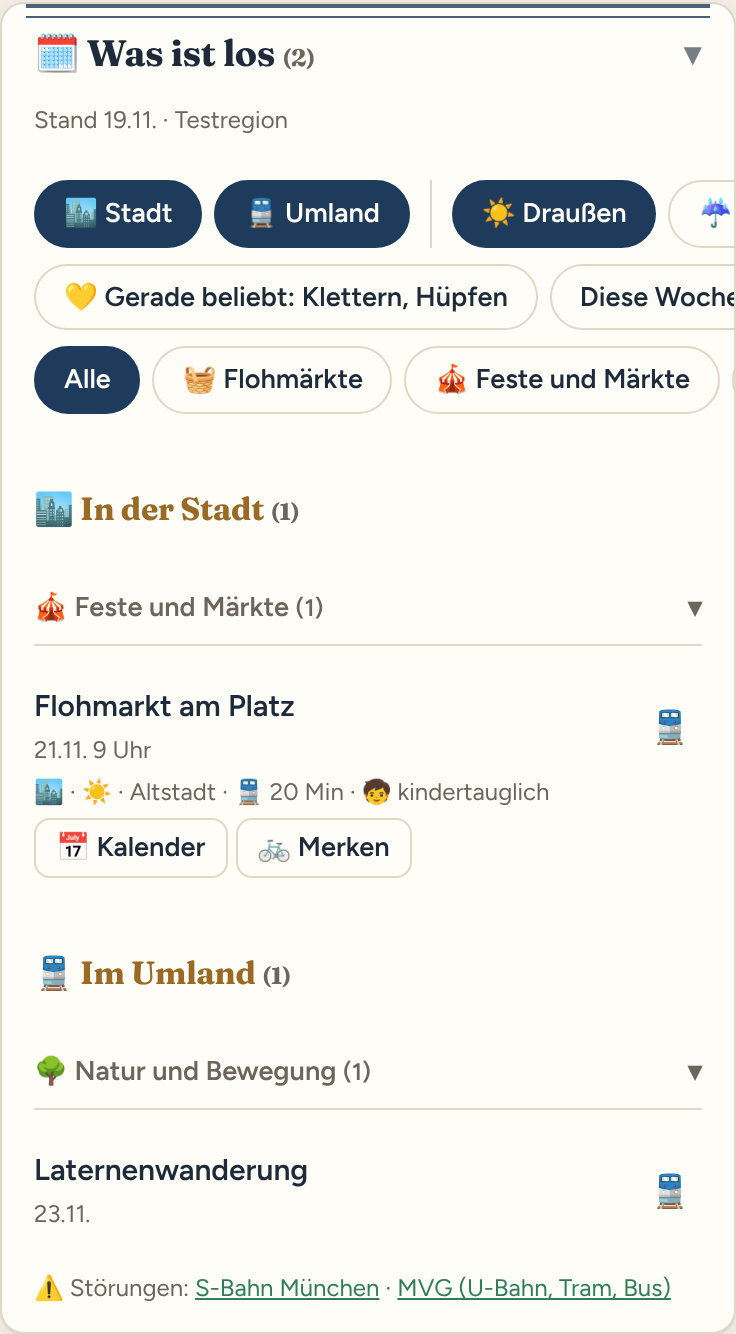 Was ist los (2)
Stand 19.11. · Testregion
Stadt Umland Draußen
Gerade beliebt: Klettern, Hüpfen Diese Woche
Alle Flohmärkte Feste und Märkte
In der Stadt (1)
Feste und Märkte (1)
Flohmarkt am Platz
21.11. 9 Uhr
· · Altstadt · 20 Min · kindertauglich
Kalender Merken
Im Umland (1)
Natur und Bewegung (1)
Laternenwanderung
23.11.
Störungen: S-Bahn München · MVG (U-Bahn, Tram, Bus)